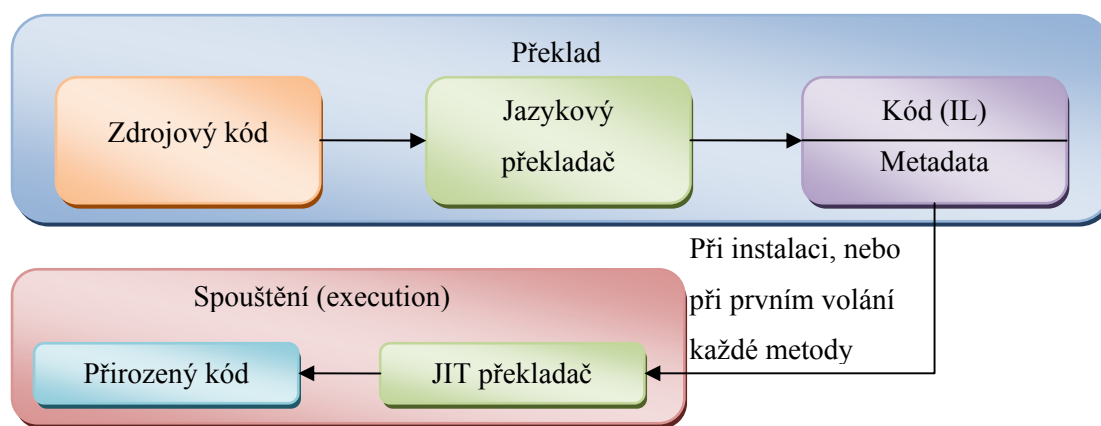 Překlad
Zdrojový kód
Jazykový
překladač
Kód (IL)
Metadata
Při instalaci, nebo
při prvním volání
každé metody
Spouštění (execution)
JIT překladač
Přirozený kód